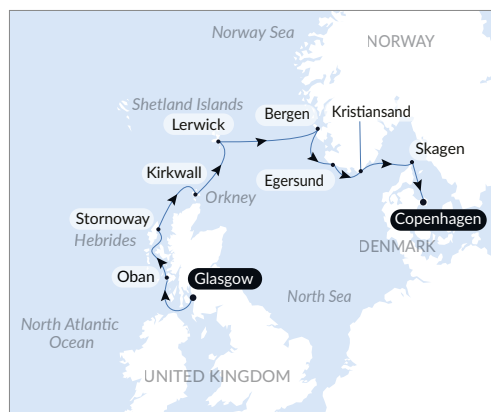 Norway Sea
NORWAY
Shetland Islands
Bergen
Kristiansand
Lerwick
Skagen
Kirkwall
Egersund
Orkney
Stornoway
Copenhagen
Hebrides
DENMARK
Oban
Glasgow
North Sea
North Atlantic
Ocean
UNITED KINGDOM